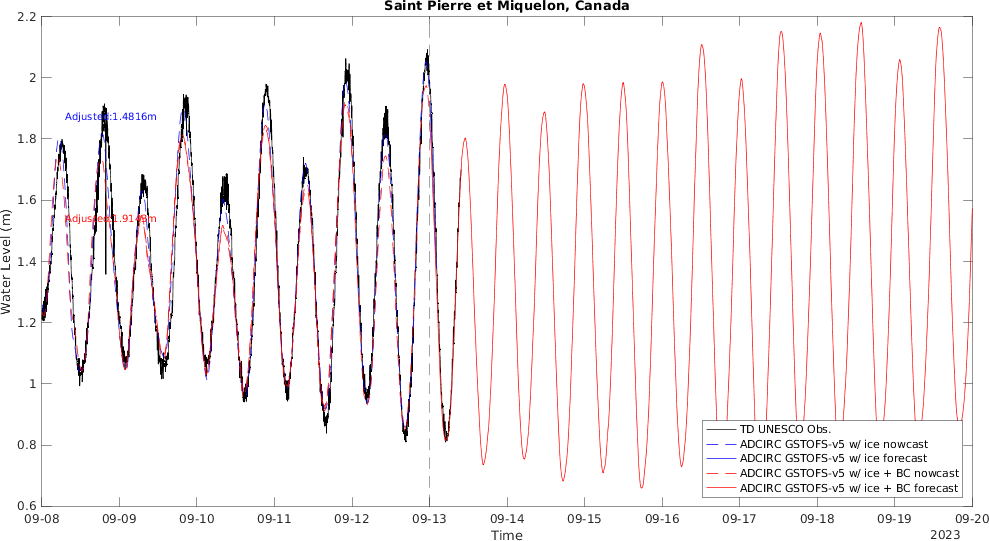 Saint Pierre et Miquelon, Canada
2.2
2
1.8
1.6
1.4
1.2
1
0.8
0.6
Water Level (m)
Adjusted:1.4816m
Adjusted:1.9149m
TD UNESCO Obs.
ADCIRC GSTOFS-v5 w/ ice nowcast
ADCIRC GSTOFS-v5 w/ ice forecast
ADCIRC GSTOFS-v5 w/ ice + BC nowcast
ADCIRC GSTOFS-v5 w/ ice + BC forecast
09-08 09-09 09-10 09-11 09-12 09-13 09-14 09-15 09-16 09-17 09-18 09-19 09-20
Time
2023